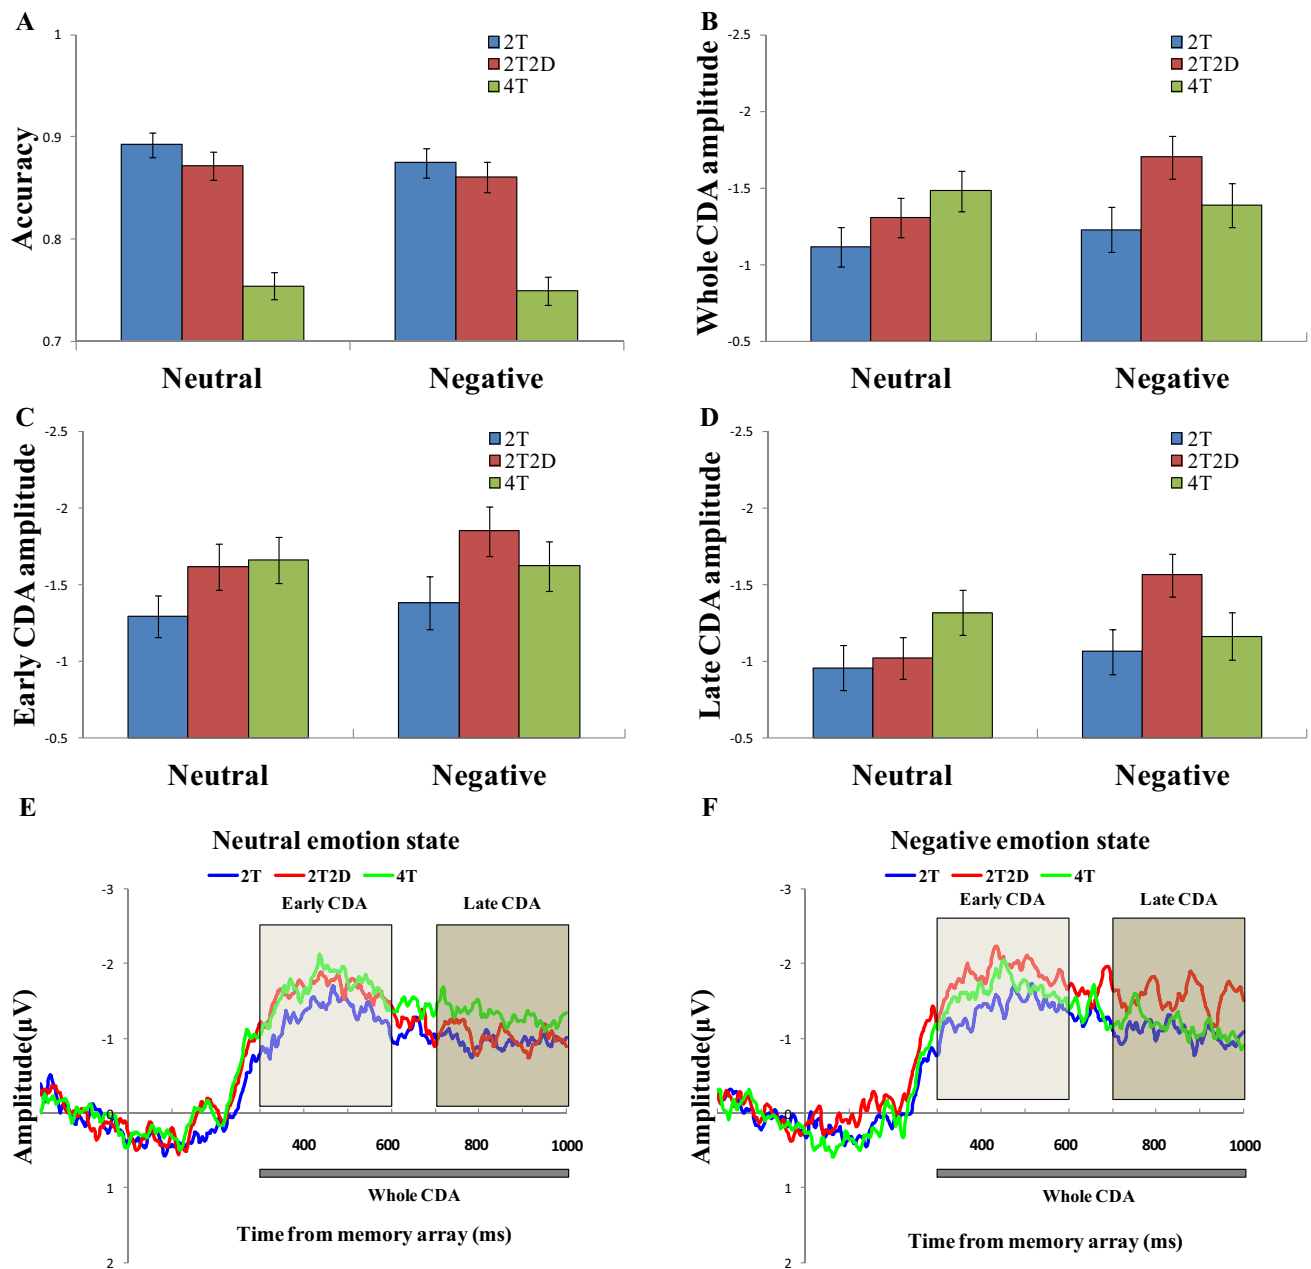 A
1
0.9
0.8
0.7
Accuracy
2T
2T2D
4T
Neutral
Negative
B
-2.5
-2
-1.5
-1
-0.5
Whole CDA amplitude
2T
2T2D
4T
Neutral
Negative
C
-2.5
-2
-1.5
-1
-0.5
Early CDA amplitude
2T
2T2D
4T
Neutral
Negative
D
-2.5
-2
-1.5
-1
-0.5
Late CDA amplitude
2T
2T2D
4T
Neutral
Negative
E
Neutral emotion state
2T 2T2D 4T
Early CDA Late CDA
-3
-2
-1
0
1
2
Amplitude(μV)
400 600 800 1000
Whole CDA
Time from memory array (ms)
F
Negative emotion state
2T 2T2D 4T
Early CDA Late CDA
-3
-2
-1
0
1
2
Amplitude(μV)
400 600 800 1000
Whole CDA
Time from memory array (ms)